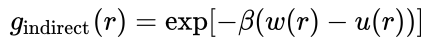 g_indirect(r) = exp[−β(w(r) − u(r))]